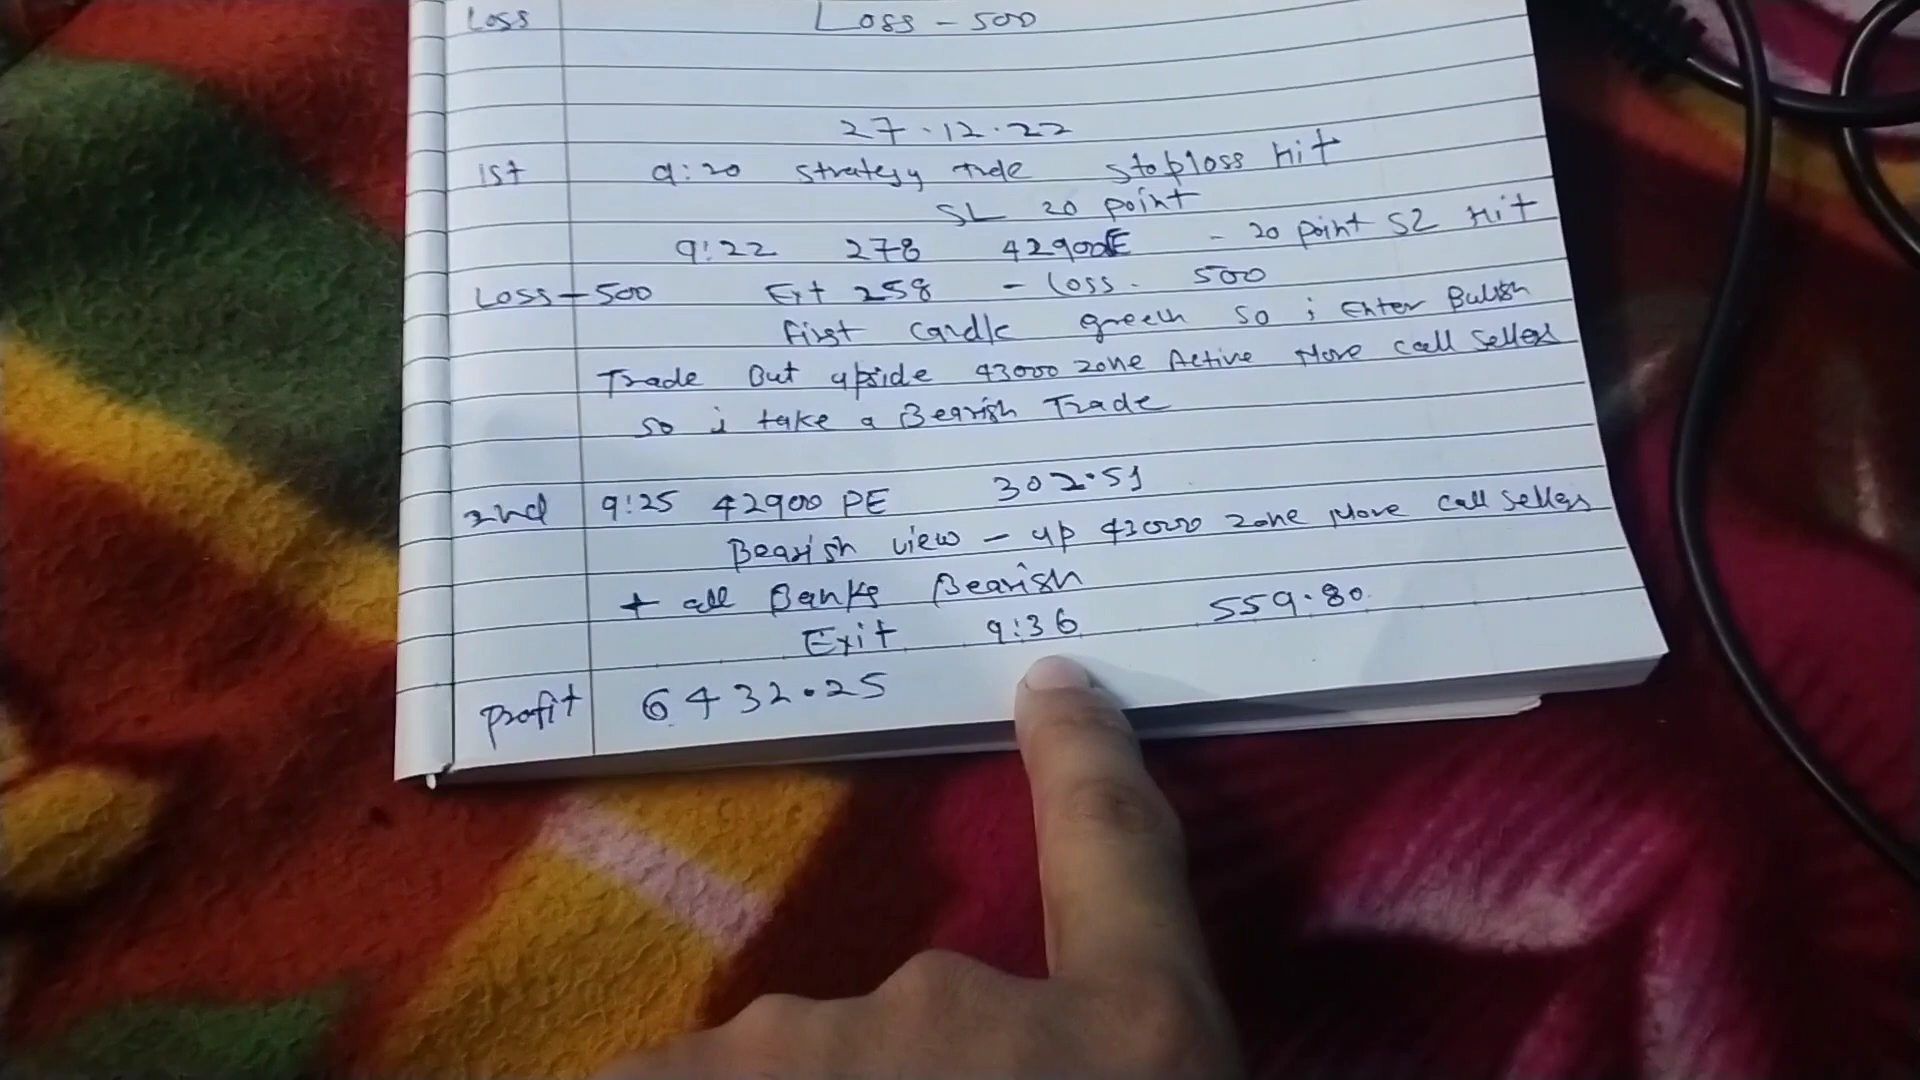 Loss Loss - 500
27.12.22
1st 9:20 strategy trde stoploss Hit
SL 20 point
9:22 278 42900CE - 20 point SL Hit
Loss - 500 Exit 258 - Loss. 500
First candle green so i Enter Bulish
Trade But upside 43000 zone Active More call Sellers
so i take a Bearish Trade
2nd 9:25 42900 PE 302.51
Bearish view - up 43000 zone More call Sellers
+ all Banks Bearish
Exit 9:36 559.80
Profit 6432.25